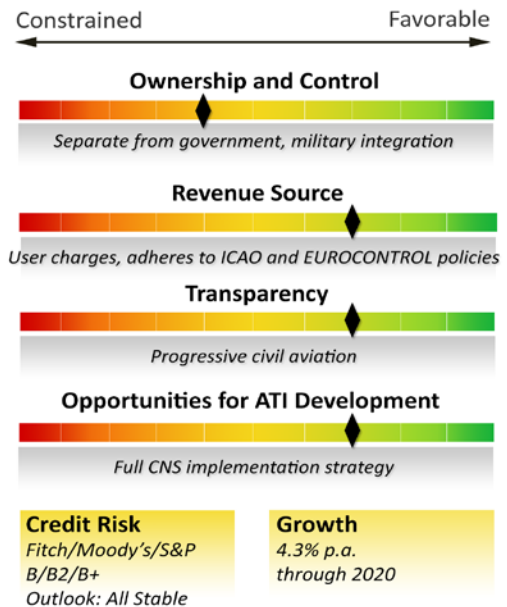 Constrained Favorable
Ownership and Control
Separate from government, military integration
Revenue Source
User charges, adheres to ICAO and EUROCONTROL policies
Transparency
Progressive civil aviation
Opportunities for ATI Development
Full CNS implementation strategy
Credit Risk
Fitch/Moody's/S&P
B/B2/B+
Outlook: All Stable
Growth
4.3% p.a.
through 2020